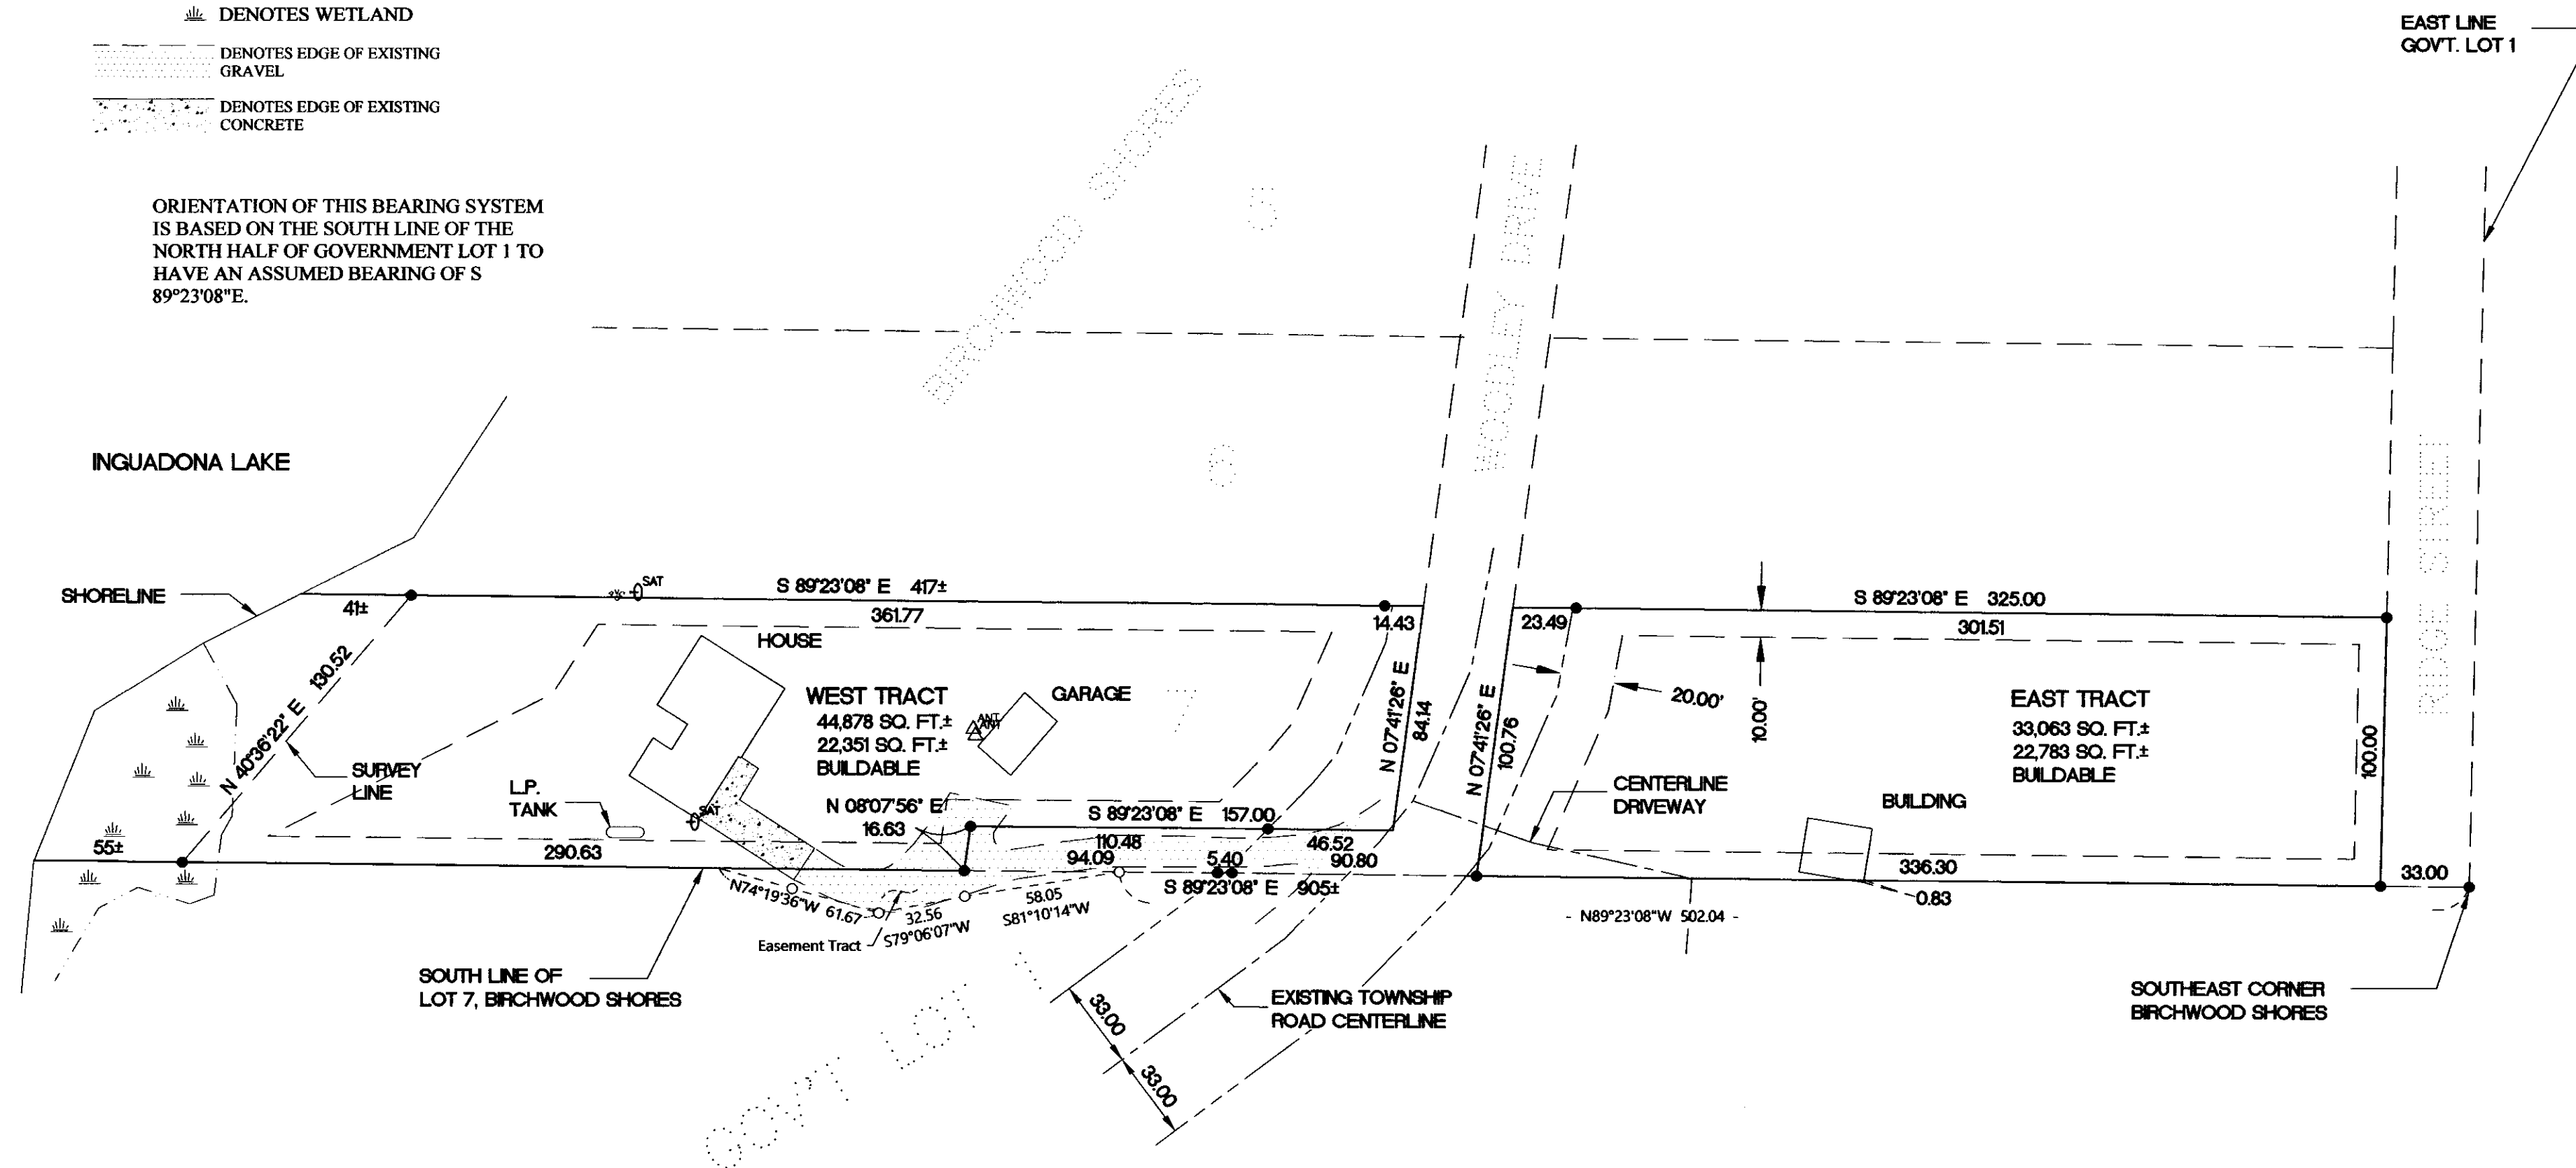 DENOTES WETLAND
DENOTES EDGE OF EXISTING
GRAVEL
DENOTES EDGE OF EXISTING
CONCRETE
EAST LINE
GOV'T. LOT 1
ORIENTATION OF THIS BEARING SYSTEM
IS BASED ON THE SOUTH LINE OF THE
NORTH HALF OF GOVERNMENT LOT 1 TO
HAVE AN ASSUMED BEARING OF S
89°23'08"E.
BIRCHWOOD SHORES
5
WOODLEY DRIVE
6
RIDGE STREET
INGUADONA LAKE
SHORELINE
41±
SAT
S 89°23'08" E 417±
361.77
14.43
23.49
S 89°23'08" E 325.00
301.51
HOUSE
N 40°36'22" E 130.52
WEST TRACT
44,878 SQ. FT.±
22,351 SQ. FT.±
BUILDABLE
ANT
GARAGE
7
N 07°41'26" E
84.14
N 07°41'26" E
100.76
20.00'
10.00'
EAST TRACT
33,063 SQ. FT.±
22,783 SQ. FT.±
BUILDABLE
100.00
SURVEY
LINE
L.P.
TANK
SAT
N 08°07'56" E
16.63
S 89°23'08" E 157.00
110.48
46.52
CENTERLINE
DRIVEWAY
BUILDING
55±
290.63
94.09
5.40
90.80
S 89°23'08" E 905±
336.30
33.00
0.83
N74°19'36"W 61.67
32.56
S79°06'07"W
58.05
S81°10'14"W
Easement Tract
- N89°23'08"W 502.04 -
SOUTH LINE OF
LOT 7, BIRCHWOOD SHORES
GOV'T. LOT 1
33.00
33.00
EXISTING TOWNSHIP
ROAD CENTERLINE
SOUTHEAST CORNER
BIRCHWOOD SHORES